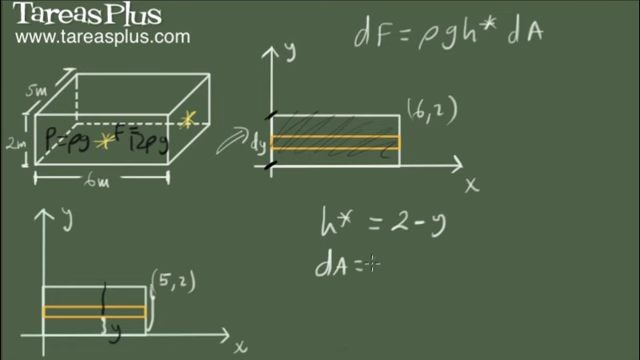 TareasPlus
www.tareasplus.com
dF = ρgh* dA
5m
2m
P=ρg * F= 12ρg *
6m
y
(6,2)
dy
x
h* = 2 - y
dA =
y
(5,2)
y
x